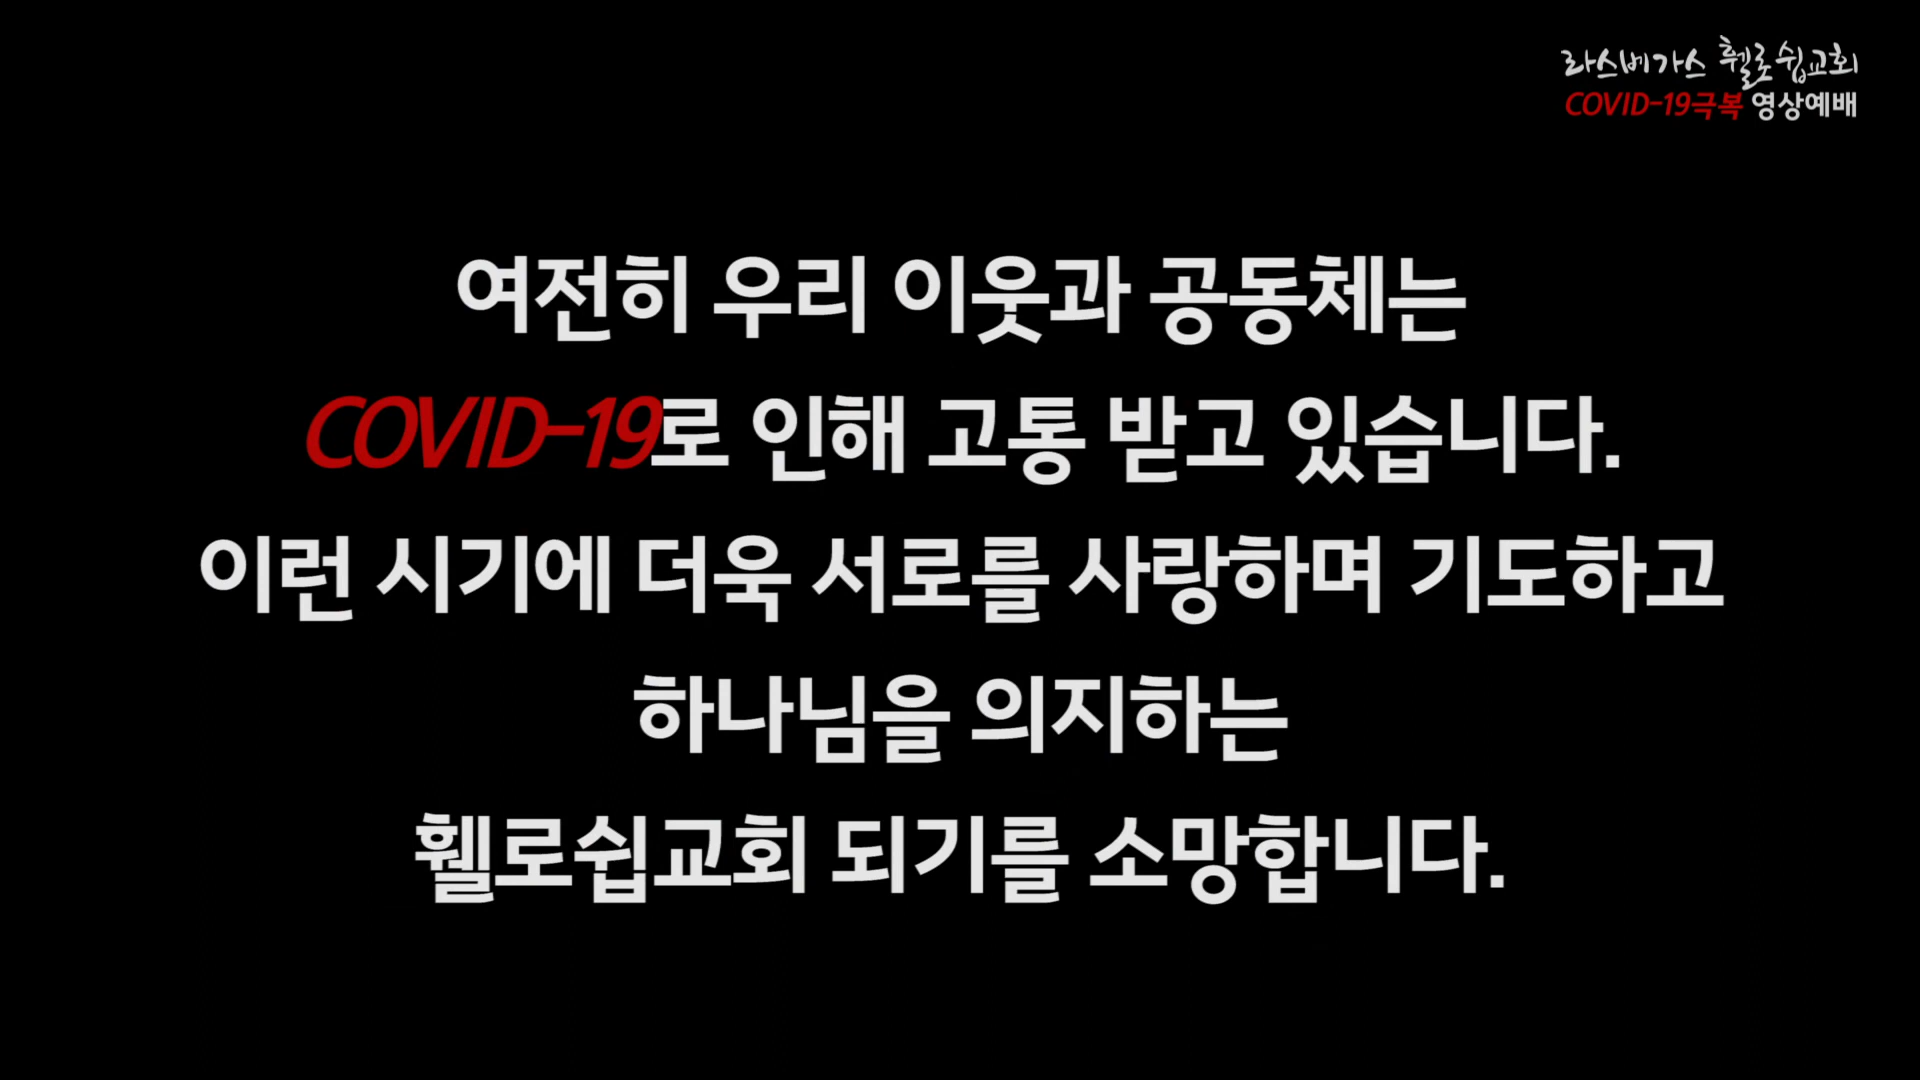 라스베가스 휄로쉽교회
COVID-19극복 영상예배
여전히 우리 이웃과 공동체는
COVID-19로 인해 고통 받고 있습니다.
이런 시기에 더욱 서로를 사랑하며 기도하고
하나님을 의지하는
휄로쉽교회 되기를 소망합니다.